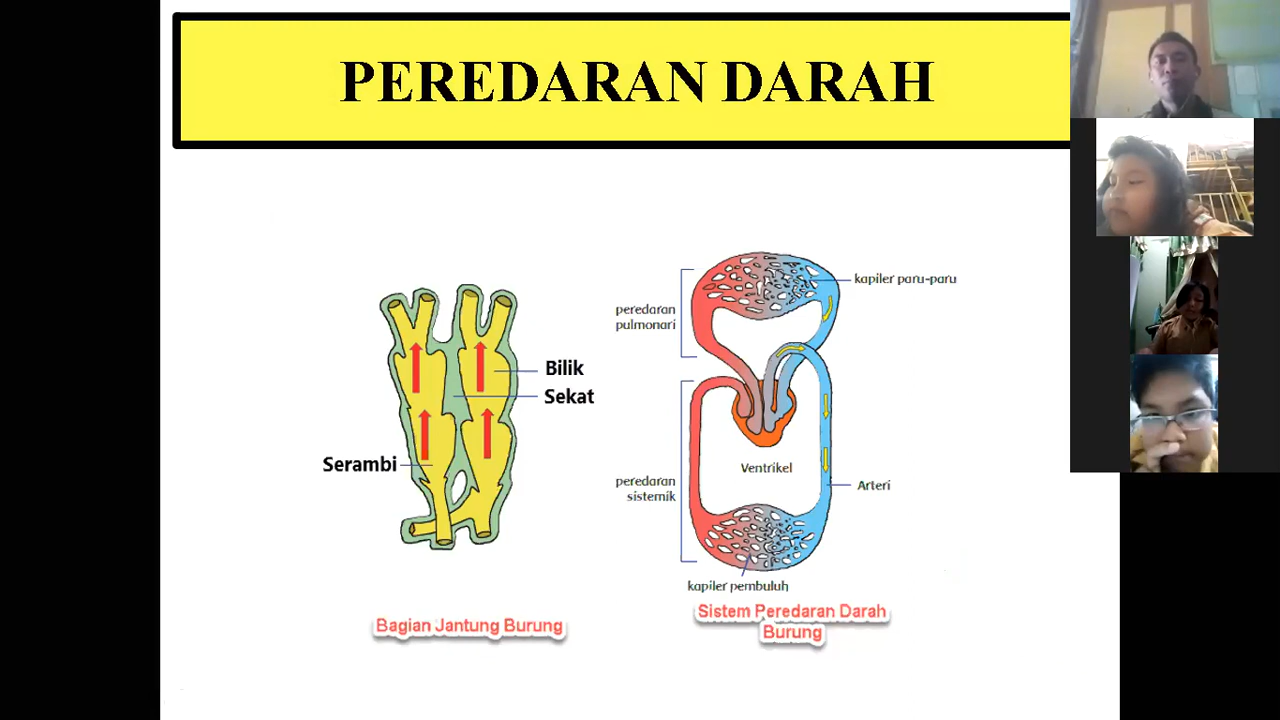 PEREDARAN DARAH
Bilik
Sekat
Serambi
Bagian Jantung Burung
kapiler paru-paru
peredaran
pulmonari
Ventrikel
peredaran
sistemik
Arteri
kapiler pembuluh
Sistem Peredaran Darah
Burung